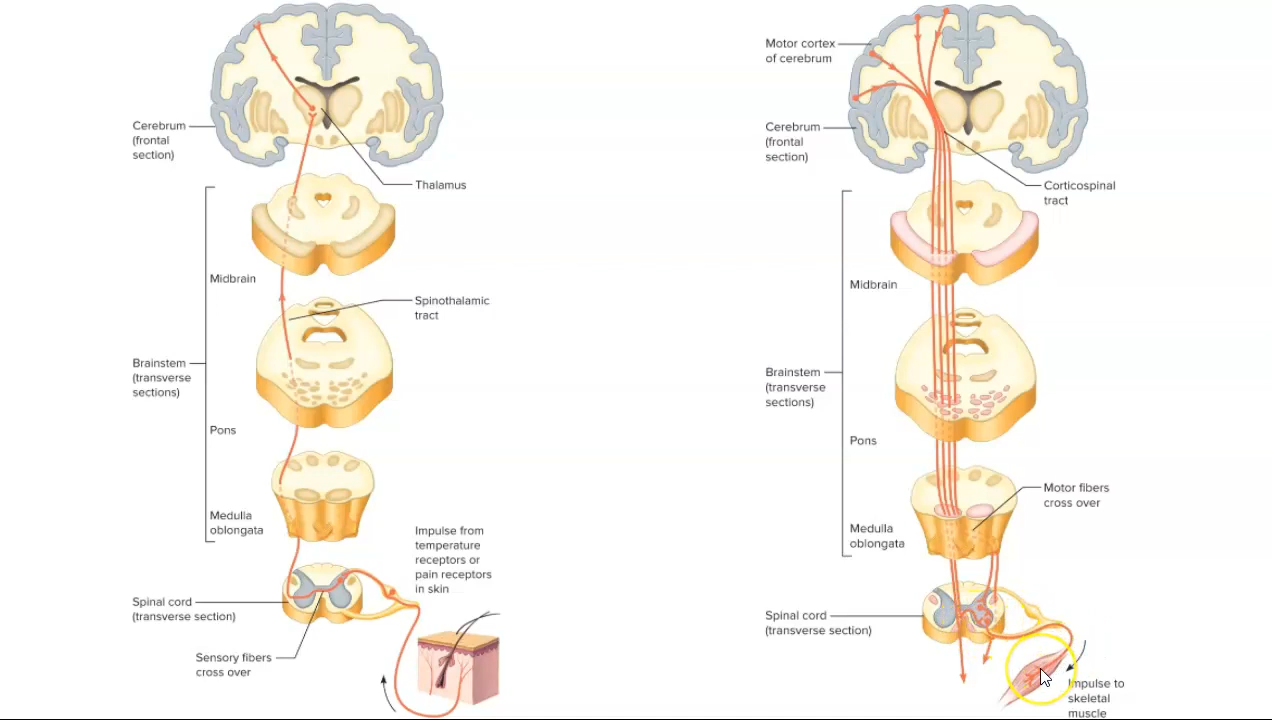 Cerebrum
(frontal
section)
Thalamus
Midbrain
Spinothalamic
tract
Brainstem
(transverse
sections)
Pons
Medulla
oblongata
Impulse from
temperature
receptors or
pain receptors
in skin
Spinal cord
(transverse section)
Sensory fibers
cross over
Motor cortex
of cerebrum
Cerebrum
(frontal
section)
Corticospinal
tract
Midbrain
Brainstem
(transverse
sections)
Pons
Motor fibers
cross over
Medulla
oblongata
Spinal cord
(transverse section)
Impulse to
skeletal
muscle